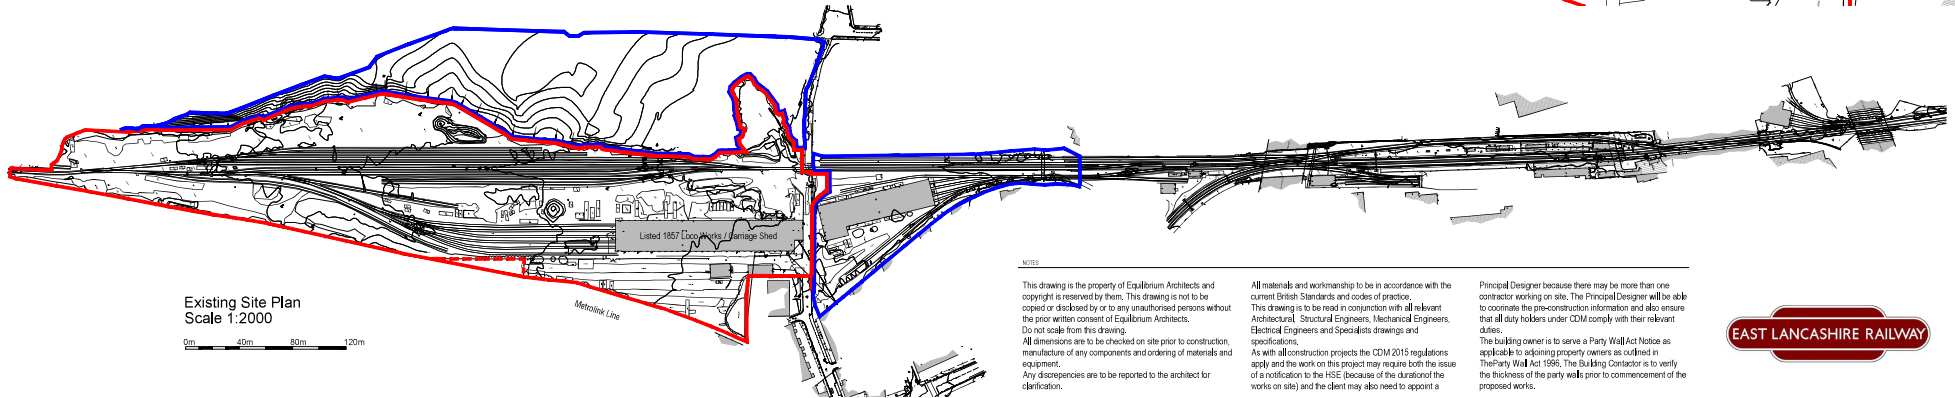 Listed 1857 Loco Works / Carriage Shed
Existing Site Plan
Scale 1:2000
0m 40m 80m 120m
Metrolink Line
NOTES
This drawing is the property of Equilibrium Architects and
copyright is reserved by them. This drawing is not to be
copied or disclosed by or to any unauthorised persons without
the prior written consent of Equilibrium Architects.
Do not scale from this drawing.
All dimensions are to be checked on site prior to construction,
manufacture of any components and ordering of materials and
equipment.
Any discrepencies are to be reported to the architect for
clarification.
All materials and workmanship to be in accordance with the
current British Standards and codes of practice.
This drawing is to be read in conjunction with all relevant
Architectural, Structural Engineers, Mechanical Engineers,
Electrical Engineers and Specialists drawings and
specifications.
As with all construction projects the CDM 2015 regulations
apply and the work on this project may require both the issue
of a notification to the HSE (because of the durationof the
works on site) and the client may also need to appoint a
Principal Designer because there may be more than one
contractor working on site. The Principal Designer will be able
to coorinate the pre-construction information and also ensure
that all duty holders under CDM comply with their relevant
duties.
The building owner is to serve a Party Wall Act Notice as
applicable to adjoining property owners as outlined in
TheParty Wall Act 1996. The Building Contactor is to verify
the thickness of the party walls prior to commencement of the
proposed works.
EAST LANCASHIRE RAILWAY